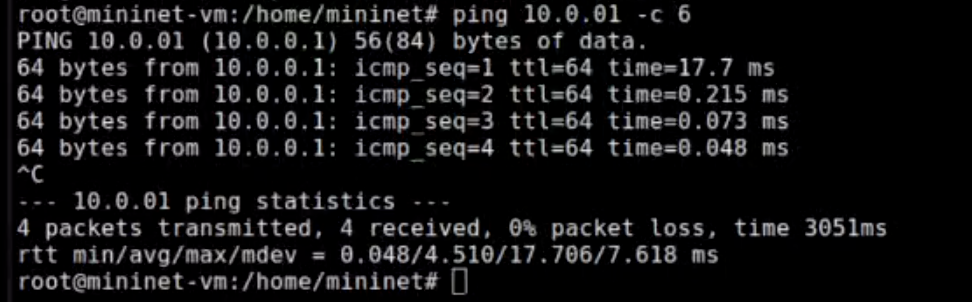 root@mininet-vm:/home/mininet# ping 10.0.01 -c 6
PING 10.0.01 (10.0.0.1) 56(84) bytes of data.
64 bytes from 10.0.0.1: icmp_seq=1 ttl=64 time=17.7 ms
64 bytes from 10.0.0.1: icmp_seq=2 ttl=64 time=0.215 ms
64 bytes from 10.0.0.1: icmp_seq=3 ttl=64 time=0.073 ms
64 bytes from 10.0.0.1: icmp_seq=4 ttl=64 time=0.048 ms
^C
--- 10.0.01 ping statistics ---
4 packets transmitted, 4 received, 0% packet loss, time 3051ms
rtt min/avg/max/mdev = 0.048/4.510/17.706/7.618 ms
root@mininet-vm:/home/mininet#